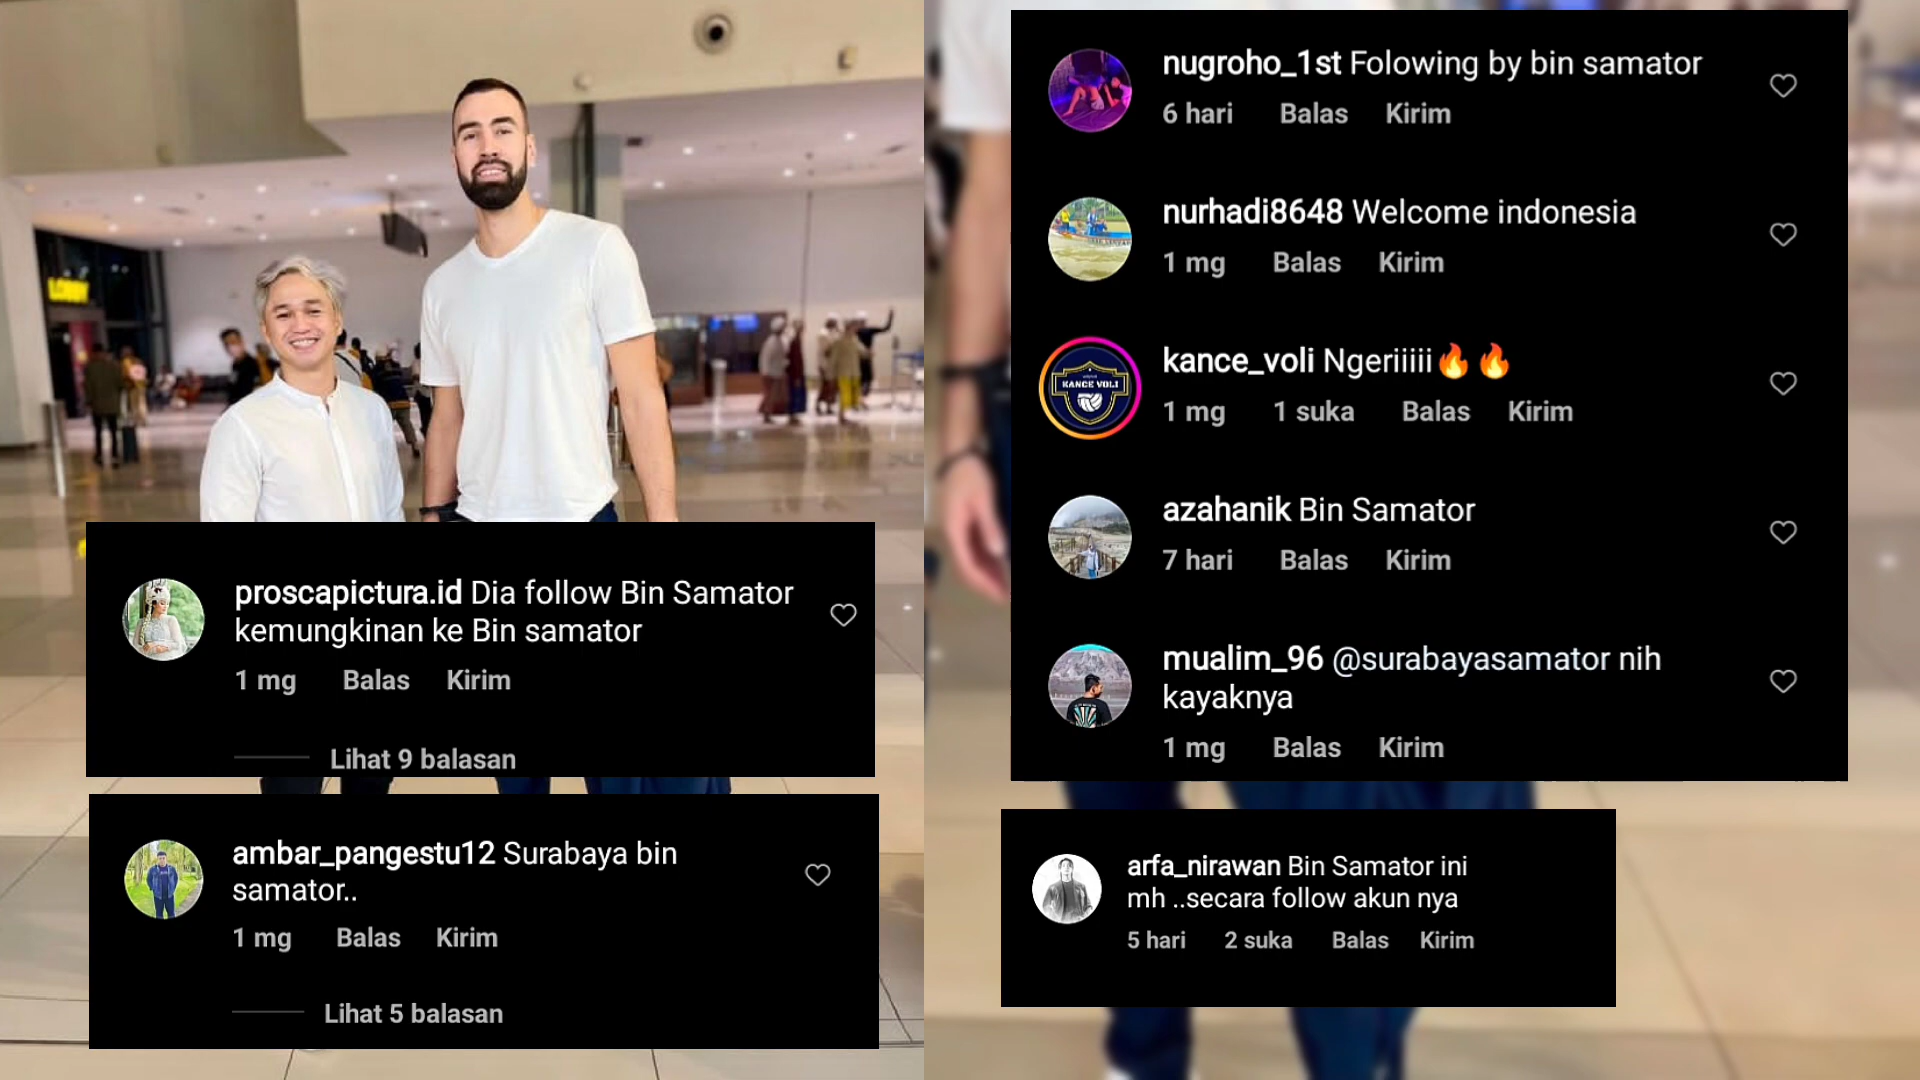 proscapictura.id Dia follow Bin Samator
kemungkinan ke Bin samator
1 mg Balas Kirim
Lihat 9 balasan
ambar_pangestu12 Surabaya bin
samator..
1 mg Balas Kirim
Lihat 5 balasan
nugroho_1st Folowing by bin samator
6 hari Balas Kirim
nurhadi8648 Welcome indonesia
1 mg Balas Kirim
KANCE VOLI
kance_voli Ngeriiiii🔥🔥
1 mg 1 suka Balas Kirim
azahanik Bin Samator
7 hari Balas Kirim
mualim_96 @surabayasamator nih
kayaknya
1 mg Balas Kirim
arfa_nirawan Bin Samator ini
mh ..secara follow akun nya
5 hari 2 suka Balas Kirim